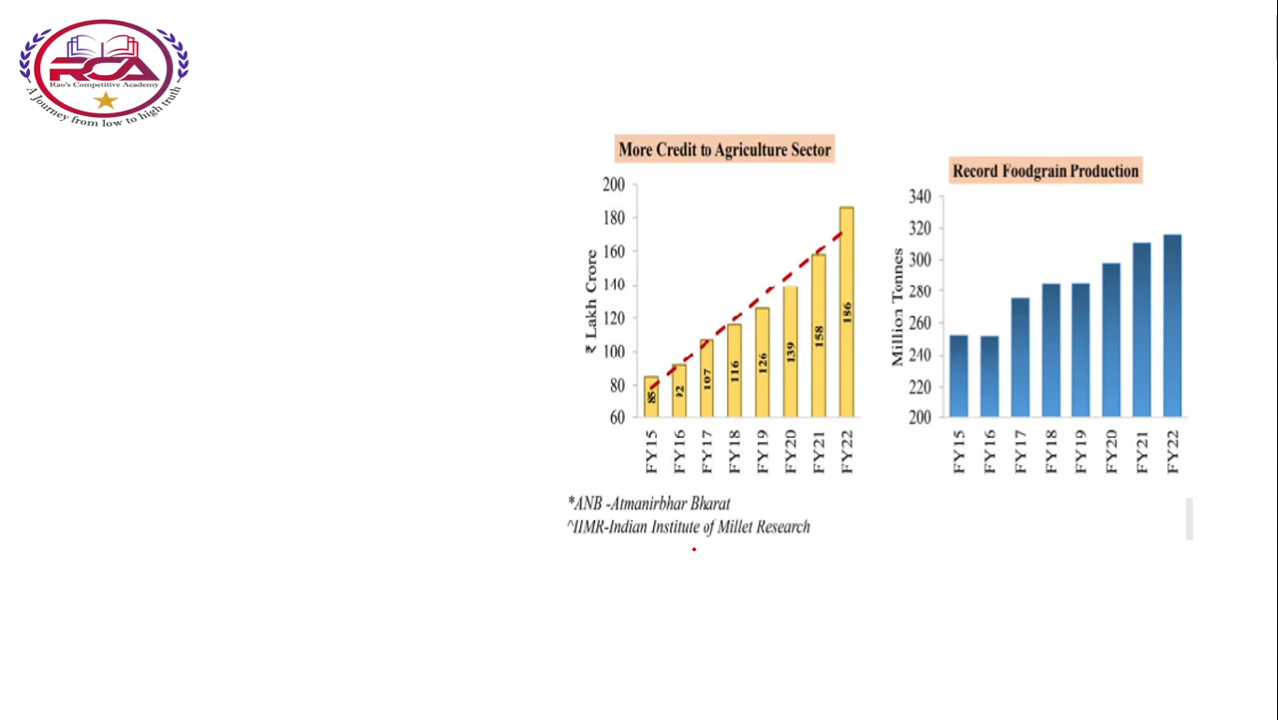 RCA
Rao's Competitive Academy
A Journey from low to high truth
More Credit to Agriculture Sector
200
180
160
140
120
100
80
60
₹ Lakh Crore
85
92
107
116
126
139
158
186
FY15
FY16
FY17
FY18
FY19
FY20
FY21
FY22
Record Foodgrain Production
340
320
300
280
260
240
220
200
Million Tonnes
FY15
FY16
FY17
FY18
FY19
FY20
FY21
FY22
*ANB -Atmanirbhar Bharat
^IIMR-Indian Institute of Millet Research